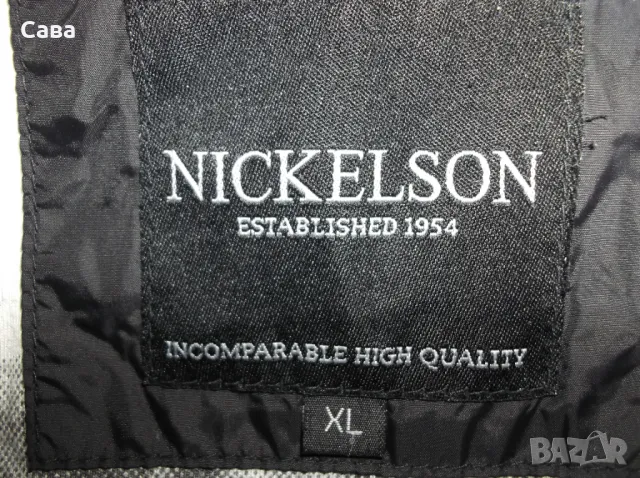 Сава
NICKELSON
ESTABLISHED 1954
INCOMPARABLE HIGH QUALITY
XL
BAZAR